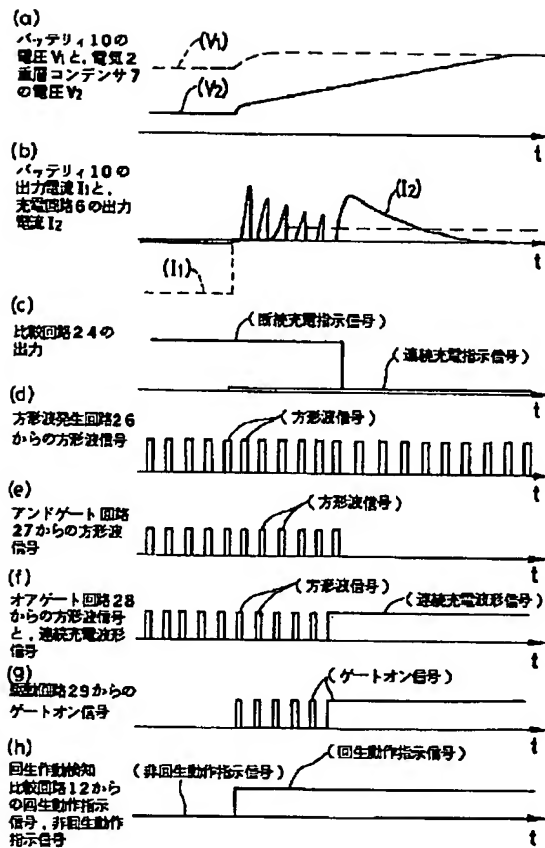 (a)
バッテリィ10の
電圧V₁と、電気2
重層コンデンサ7
の電圧V₂
(V₁)
(V₂)
t
(b)
バッテリィ10の
出力電流I₁と、
充電回路6の出力
電流I₂
(I₂)
(I₁)
t
(c)
比較回路24の
出力
(断続充電指示信号)
(連続充電指示信号)
t
(d)
方形波発生回路26
からの方形波信号
(方形波信号)
t
(e)
アンドゲート回路
27からの方形波
信号
(方形波信号)
t
(f)
オアゲート回路28
からの方形波信号
と、連続充電波形
信号
(方形波信号)
(連続充電波形信号)
t
(g)
駆動回路29からの
ゲートオン信号
(ゲートオン信号)
t
(h)
回生作動検知
比較回路12から
の回生動作指示
信号、非回生動作
指示信号
(非回生動作指示信号)
(回生動作指示信号)
t